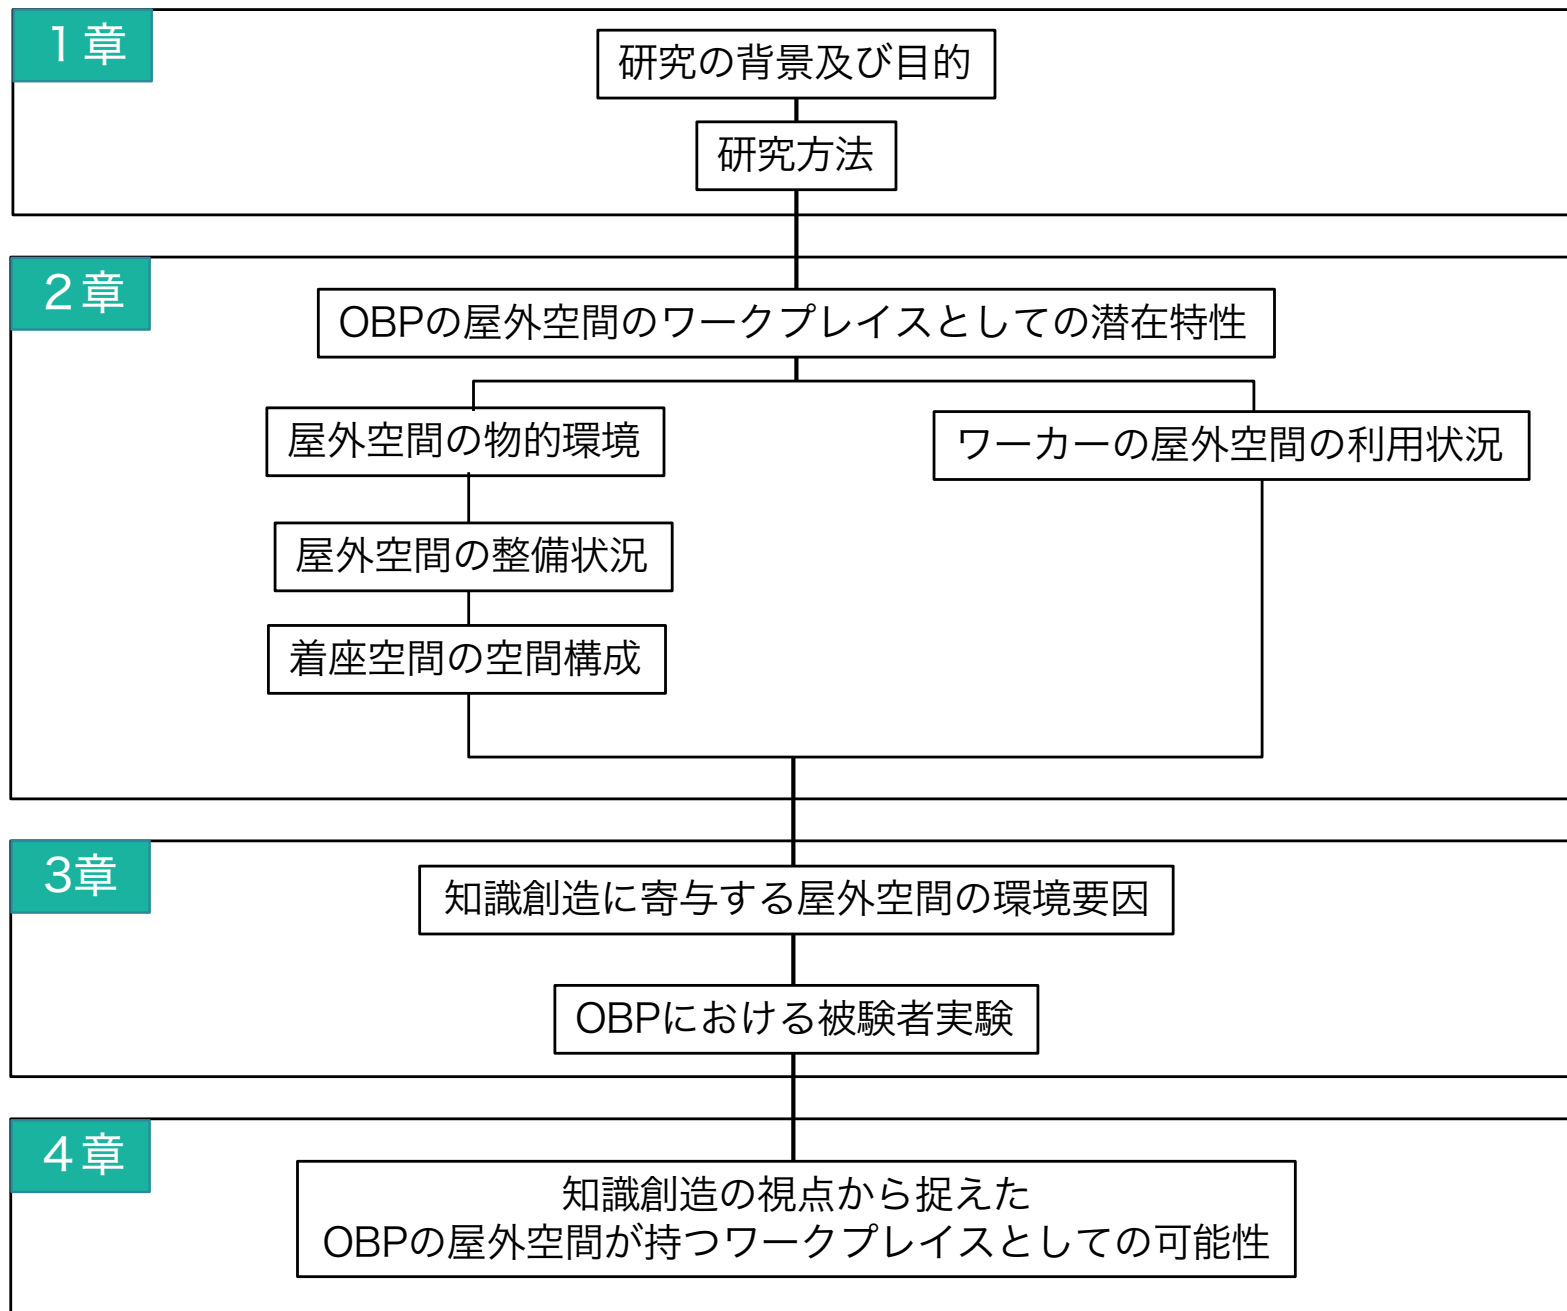 １章
研究の背景及び目的
研究方法
２章
OBPの屋外空間のワークプレイスとしての潜在特性
屋外空間の物的環境
ワーカーの屋外空間の利用状況
屋外空間の整備状況
着座空間の空間構成
3章
知識創造に寄与する屋外空間の環境要因
OBPにおける被験者実験
４章
知識創造の視点から捉えた
OBPの屋外空間が持つワークプレイスとしての可能性